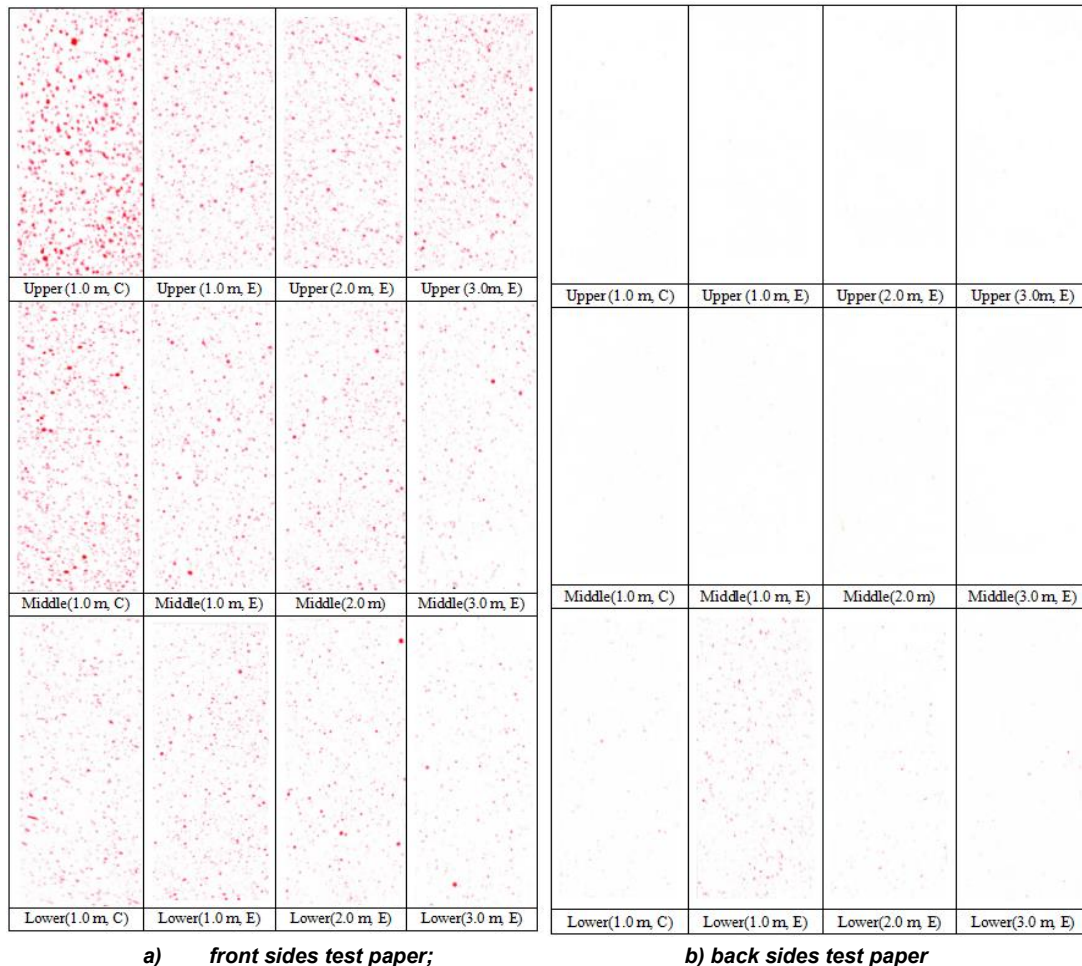 Upper (1.0 m, C) Upper (1.0 m, E) Upper (2.0 m, E) Upper (3.0m, E)
Middle(1.0 m, C) Middle(1.0 m, E) Middle(2.0 m) Middle(3.0 m, E)
Lower(1.0 m, C) Lower(1.0 m, E) Lower(2.0 m, E) Lower(3.0 m, E)
a) front sides test paper;
Upper (1.0 m, C) Upper (1.0 m, E) Upper (2.0 m, E) Upper (3.0m, E)
Middle(1.0 m, C) Middle(1.0 m, E) Middle(2.0 m) Middle(3.0 m, E)
Lower(1.0 m, C) Lower(1.0 m, E) Lower(2.0 m, E) Lower(3.0 m, E)
b) back sides test paper